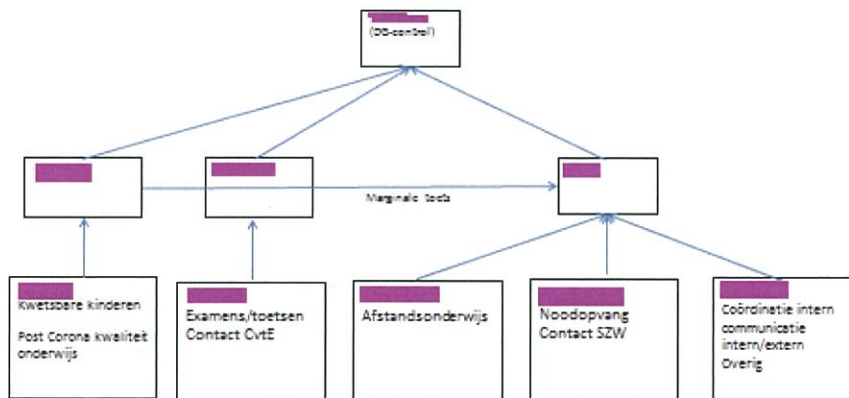 (DG-control)
Marginale toets
Kwetsbare kinderen
Post Corona kwaliteit
onderwijs
Examens/toetsen
Contact CvtE
Afstandsonderwijs
Noodopvang
Contact SZW
Coördinatie intern
communicatie
intern/extern
Overig